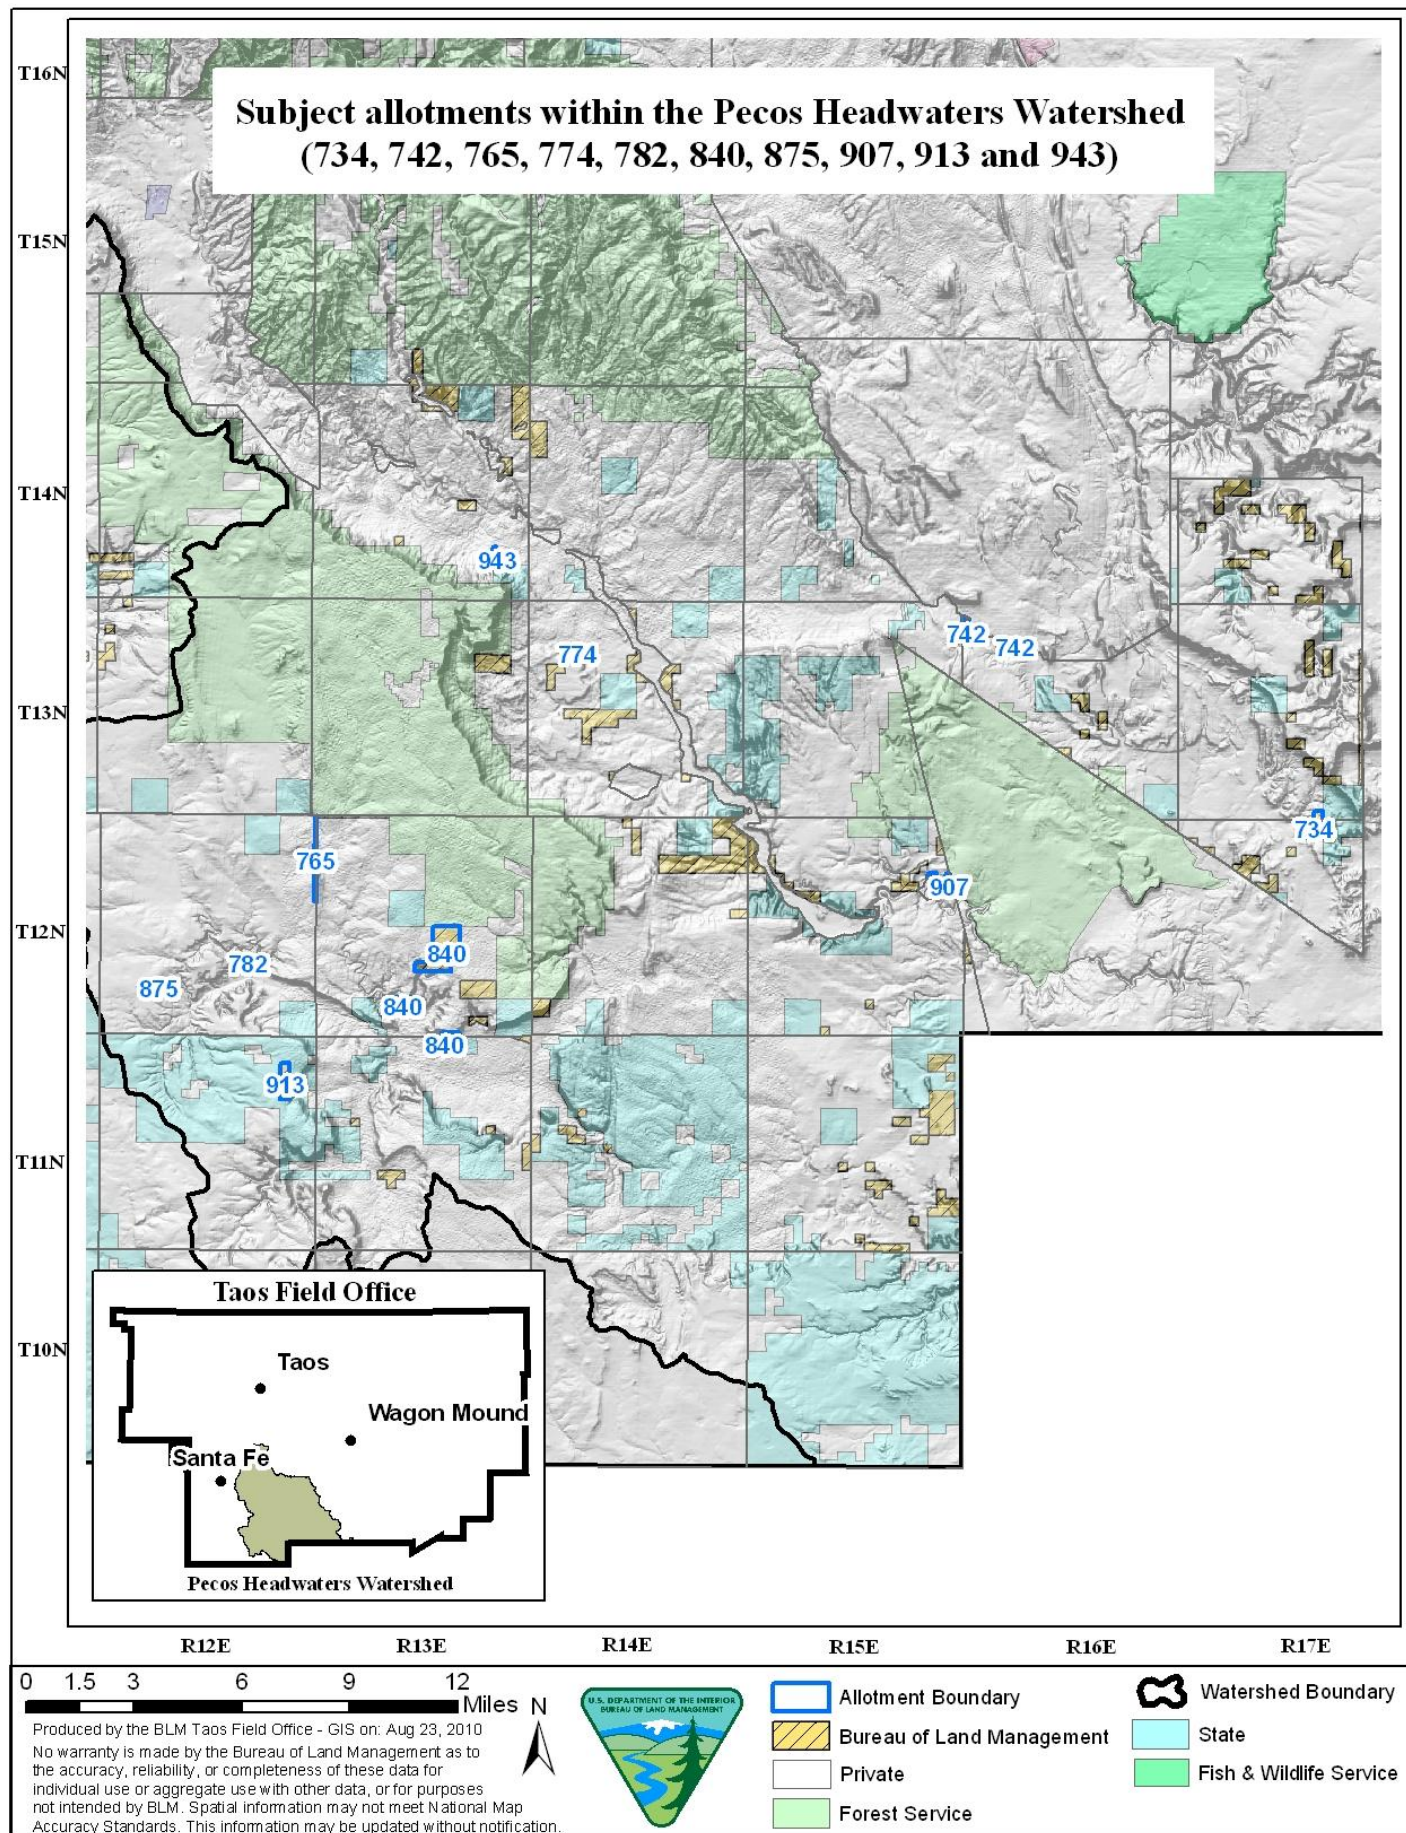 Subject allotments within the Pecos Headwaters Watershed
(734, 742, 765, 774, 782, 840, 875, 907, 913 and 943)
T16N
T15N
T14N
T13N
T12N
T11N
T10N
943
742
742
774
734
765
907
840
782
875
840
840
913
Taos Field Office
Taos
Wagon Mound
Santa Fe
Pecos Headwaters Watershed
R12E
R13E
R14E
R15E
R16E
R17E
0 1.5 3 6 9 12
Miles
N
Produced by the BLM Taos Field Office - GIS on: Aug 23, 2010
No warranty is made by the Bureau of Land Management as to
the accuracy, reliability, or completeness of these data for
individual use or aggregate use with other data, or for purposes
not intended by BLM. Spatial information may not meet National Map
Accuracy Standards. This information may be updated without notification.
U.S. DEPARTMENT OF THE INTERIOR
BUREAU OF LAND MANAGEMENT
Allotment Boundary
Bureau of Land Management
Private
Forest Service
Watershed Boundary
State
Fish & Wildlife Service